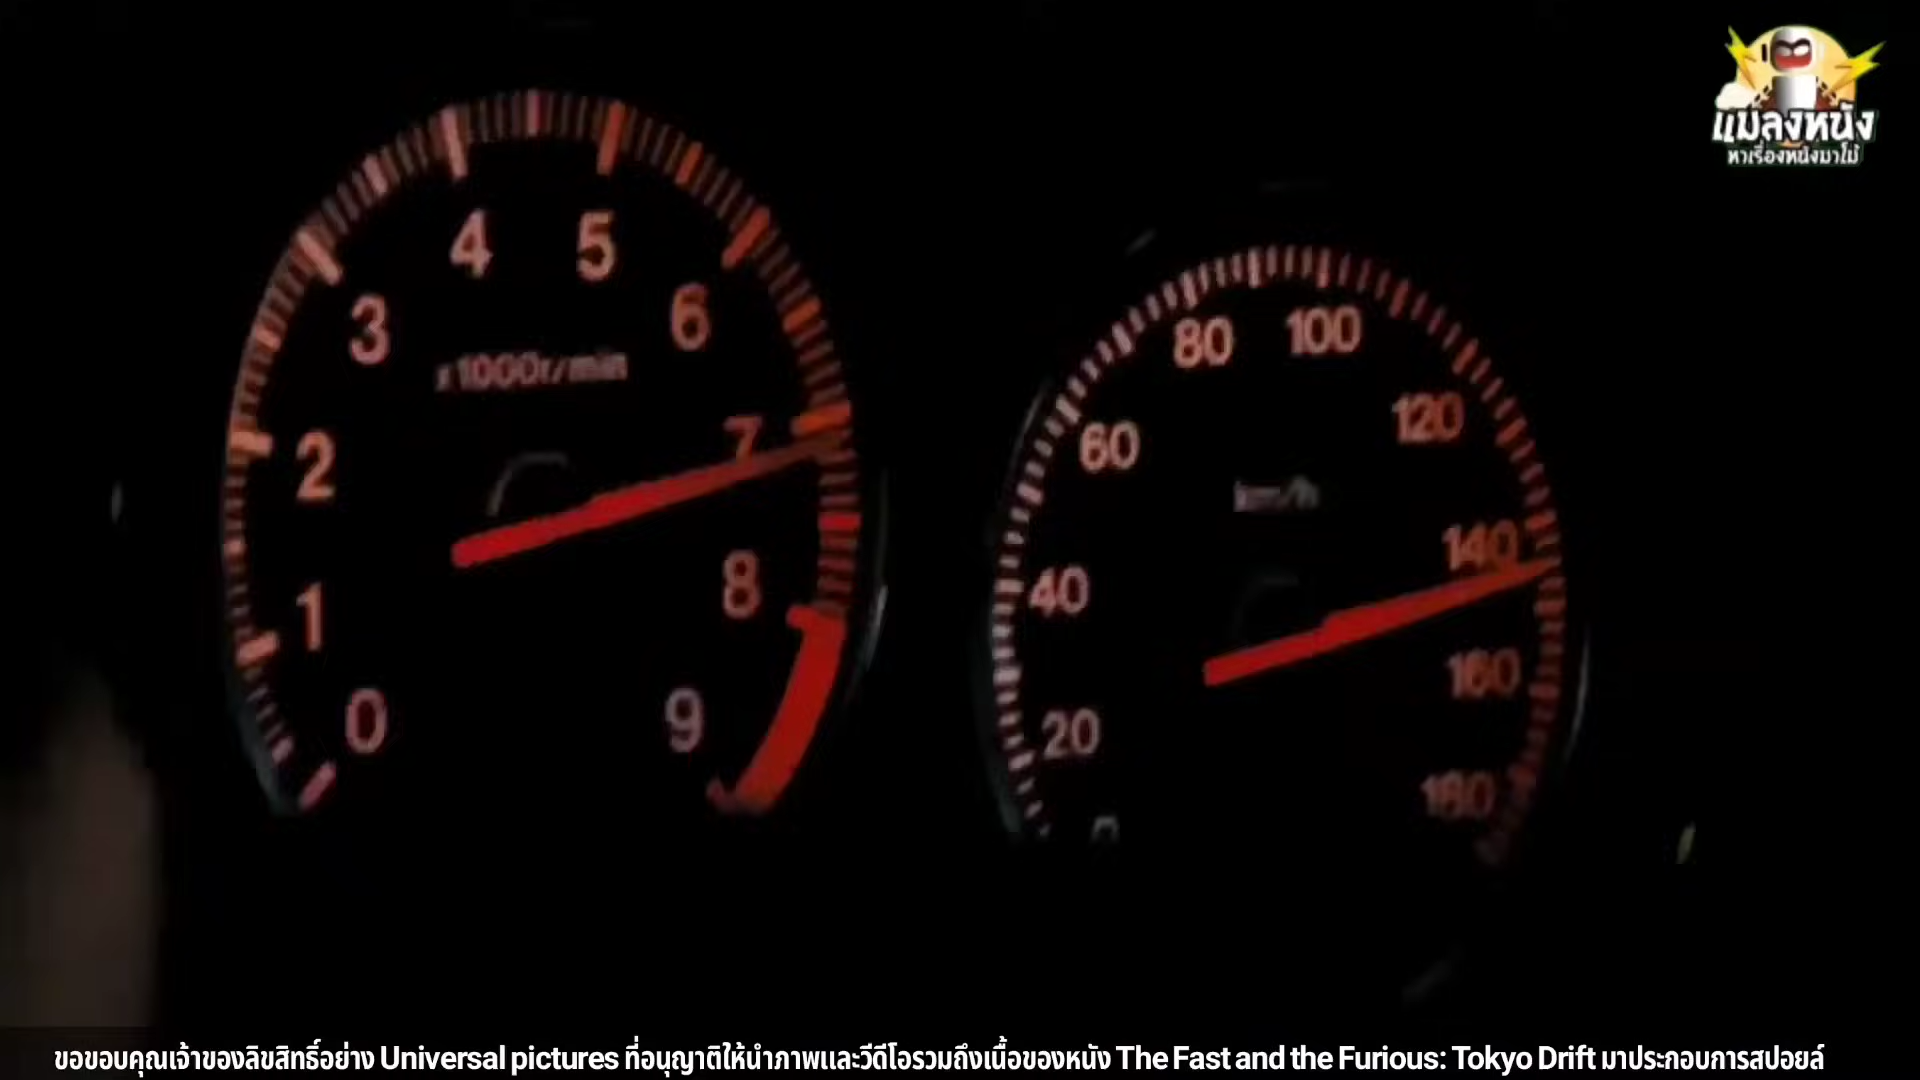 แมลงหนัง
หาเรื่องหนังมาโม้
4 5
3 6
x1000r/min
2 7
1 8
0 9
80 100
60 120
km/h
40 140
20 160
0 180
ขอขอบคุณเจ้าของลิขสิทธิ์อย่าง Universal pictures ที่อนุญาติให้นำภาพและวีดีโอรวมถึงเนื้อของหนัง The Fast and the Furious: Tokyo Drift มาประกอบการสปอยล์